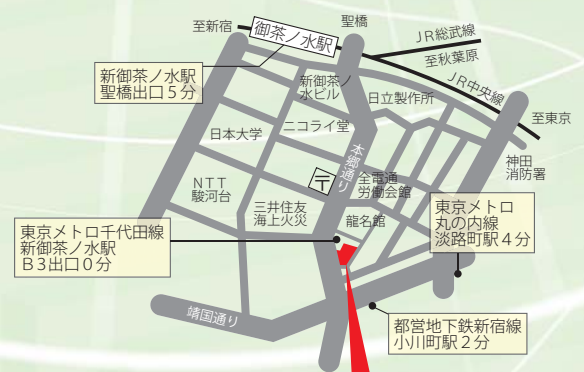 聖橋
至新宿
御茶ノ水駅
JR総武線
至秋葉原
JR中央線
新御茶ノ水駅
聖橋出口5分
新御茶ノ
水ビル
日立製作所
至東京
日本大学
ニコライ堂
本郷通り
神田
消防署
NTT
駿河台
〒
全電通
労働会館
三井住友
海上火災
龍名館
東京メトロ
丸の内線
淡路町駅4分
東京メトロ千代田線
新御茶ノ水駅
B3出口0分
靖国通り
都営地下鉄新宿線
小川町駅2分